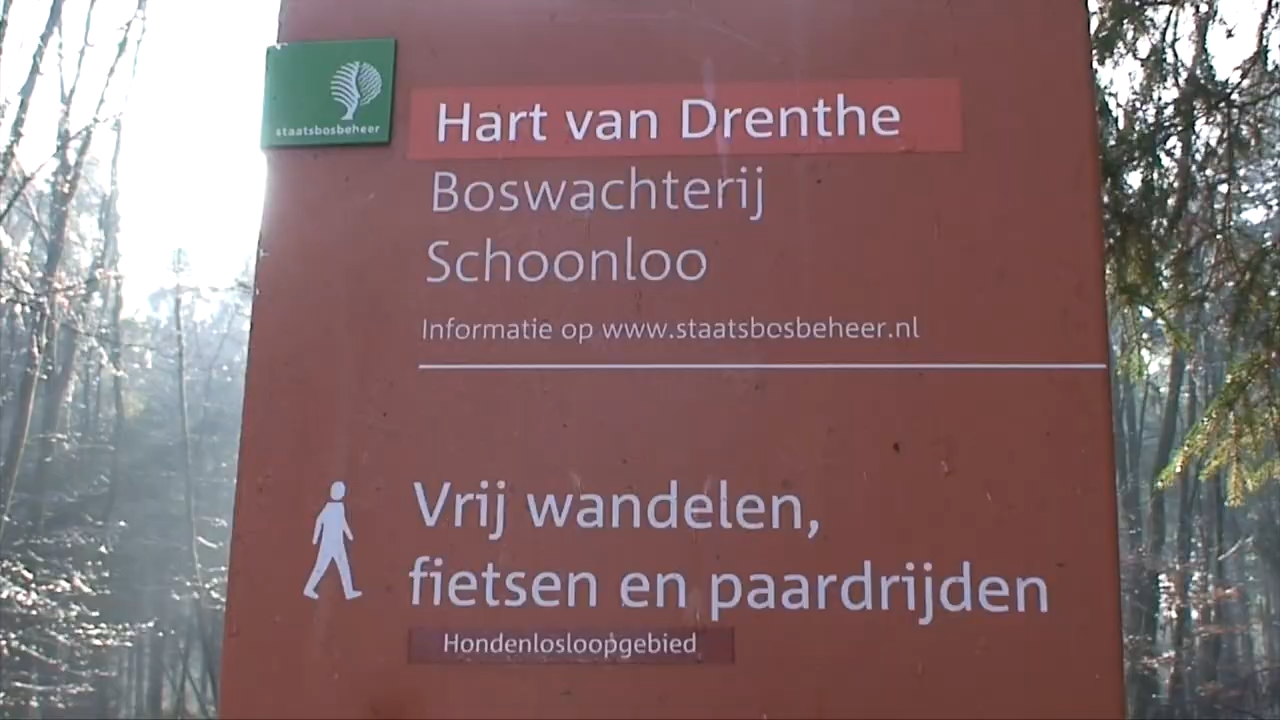 staatsbosbeheer
Hart van Drenthe
Boswachterij
Schoonloo
Informatie op www.staatsbosbeheer.nl
Vrij wandelen,
fietsen en paardrijden
Hondenlosloopgebied